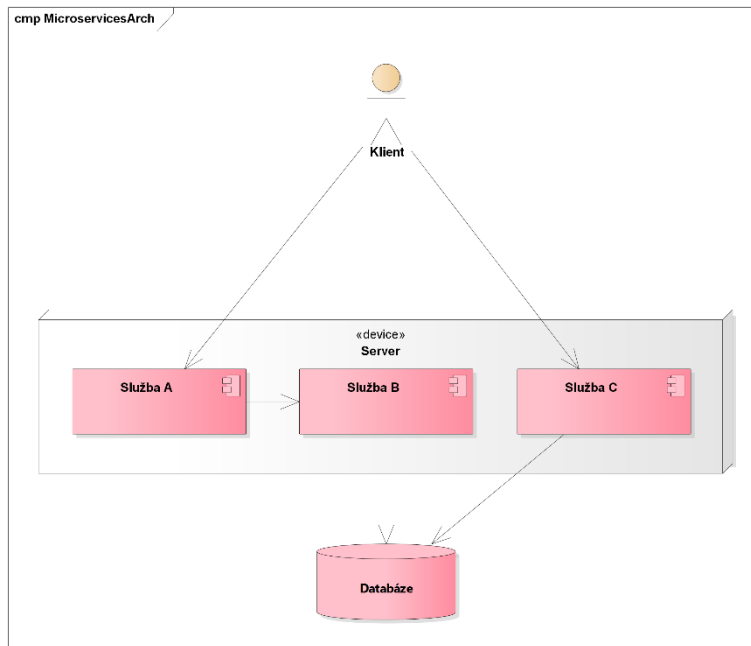 cmp MicroservicesArch
Klient
«device»
Server
Služba A
Služba B
Služba C
Databáze